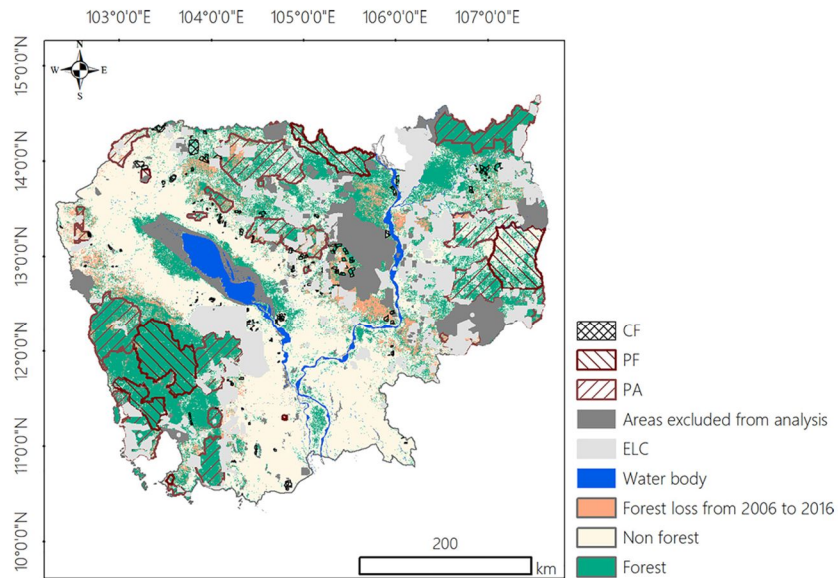 103°0'0"E 104°0'0"E 105°0'0"E 106°0'0"E 107°0'0"E
N
W E
S
15°0'0"N
14°0'0"N
13°0'0"N
12°0'0"N
11°0'0"N
10°0'0"N
CF
PF
PA
Areas excluded from analysis
ELC
Water body
Forest loss from 2006 to 2016
Non forest
Forest
200
km